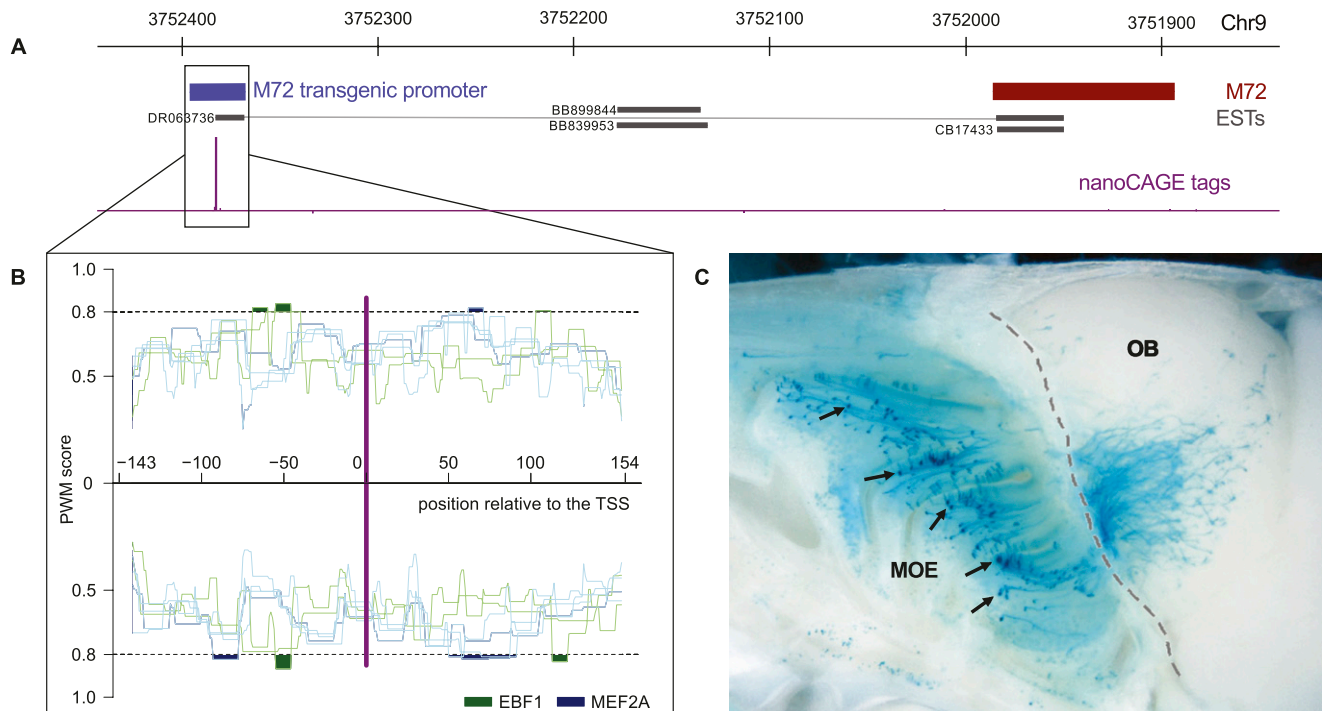 3752400 3752300 3752200 3752100 3752000 3751900 Chr9
A
M72 transgenic promoter M72
DR063736 BB899844 ESTs
BB839953 CB17433
nanoCAGE tags
B
1.0
0.8
0.5
PWM score
−143 −100 −50 0 50 100 154
0
position relative to the TSS
0.5
0.8
1.0
EBF1 MEF2A
C
OB
MOE